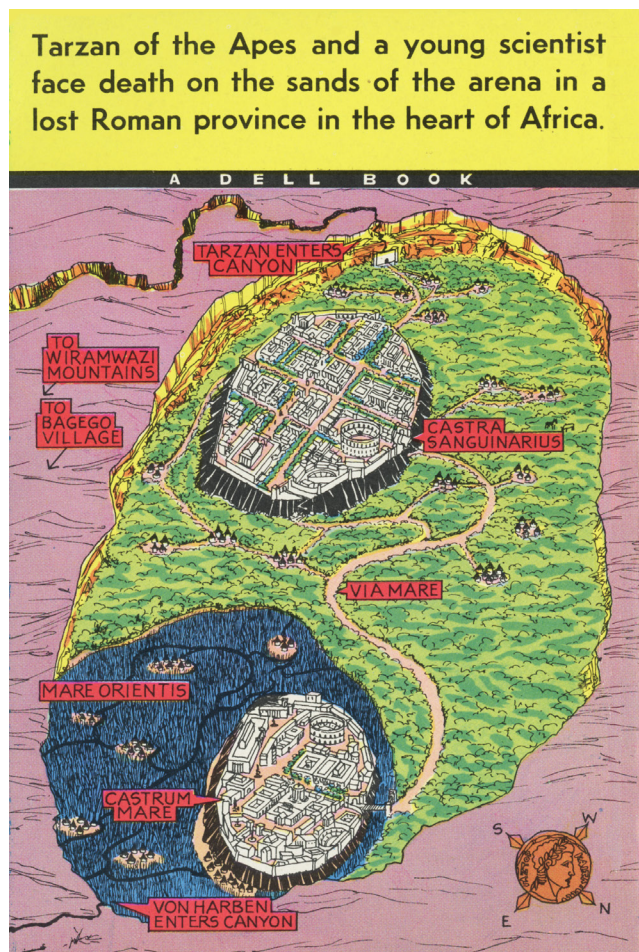 Tarzan of the Apes and a young scientist
face death on the sands of the arena in a
lost Roman province in the heart of Africa.
A DELL BOOK
TARZAN ENTERS
CANYON
TO
WIRAMWAZI
MOUNTAINS
TO
BAGEGO
VILLAGE
CASTRA
SANGUINARIUS
VIA MARE
MARE ORIENTIS
CASTRUM
MARE
S
W
E
N
VON HARBEN
ENTERS CANYON